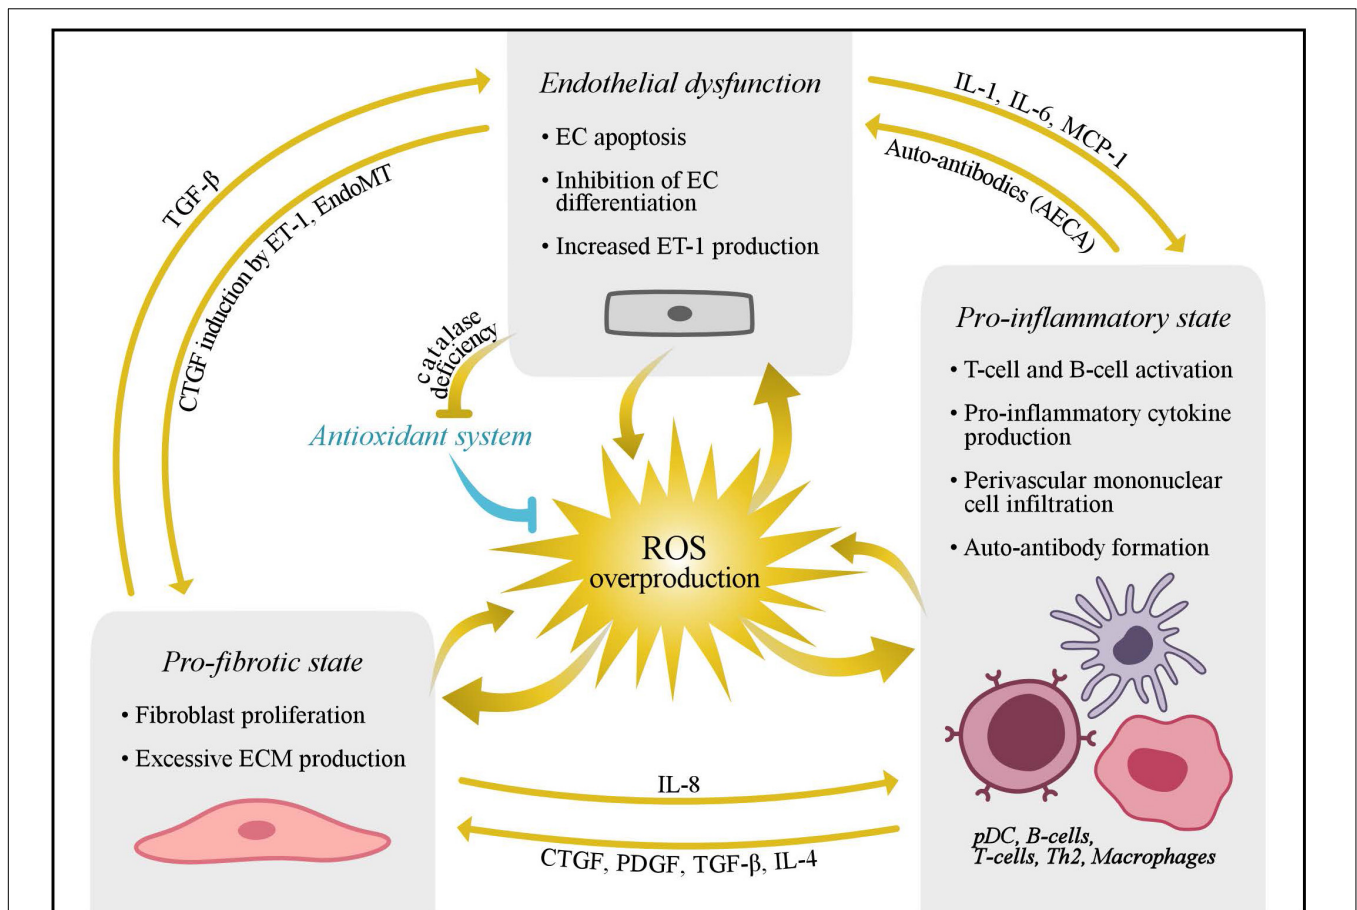 Endothelial dysfunction
• EC apoptosis
• Inhibition of EC
differentiation
• Increased ET-1 production
IL-1, IL-6, MCP-1
Auto-antibodies (AECA)
TGF-β
CTGF induction by ET-1, EndoMT
catalase
deficiency
Antioxidant system
ROS
overproduction
Pro-inflammatory state
• T-cell and B-cell activation
• Pro-inflammatory cytokine
production
• Perivascular mononuclear
cell infiltration
• Auto-antibody formation
pDC, B-cells,
T-cells, Th2, Macrophages
Pro-fibrotic state
• Fibroblast proliferation
• Excessive ECM production
IL-8
CTGF, PDGF, TGF-β, IL-4